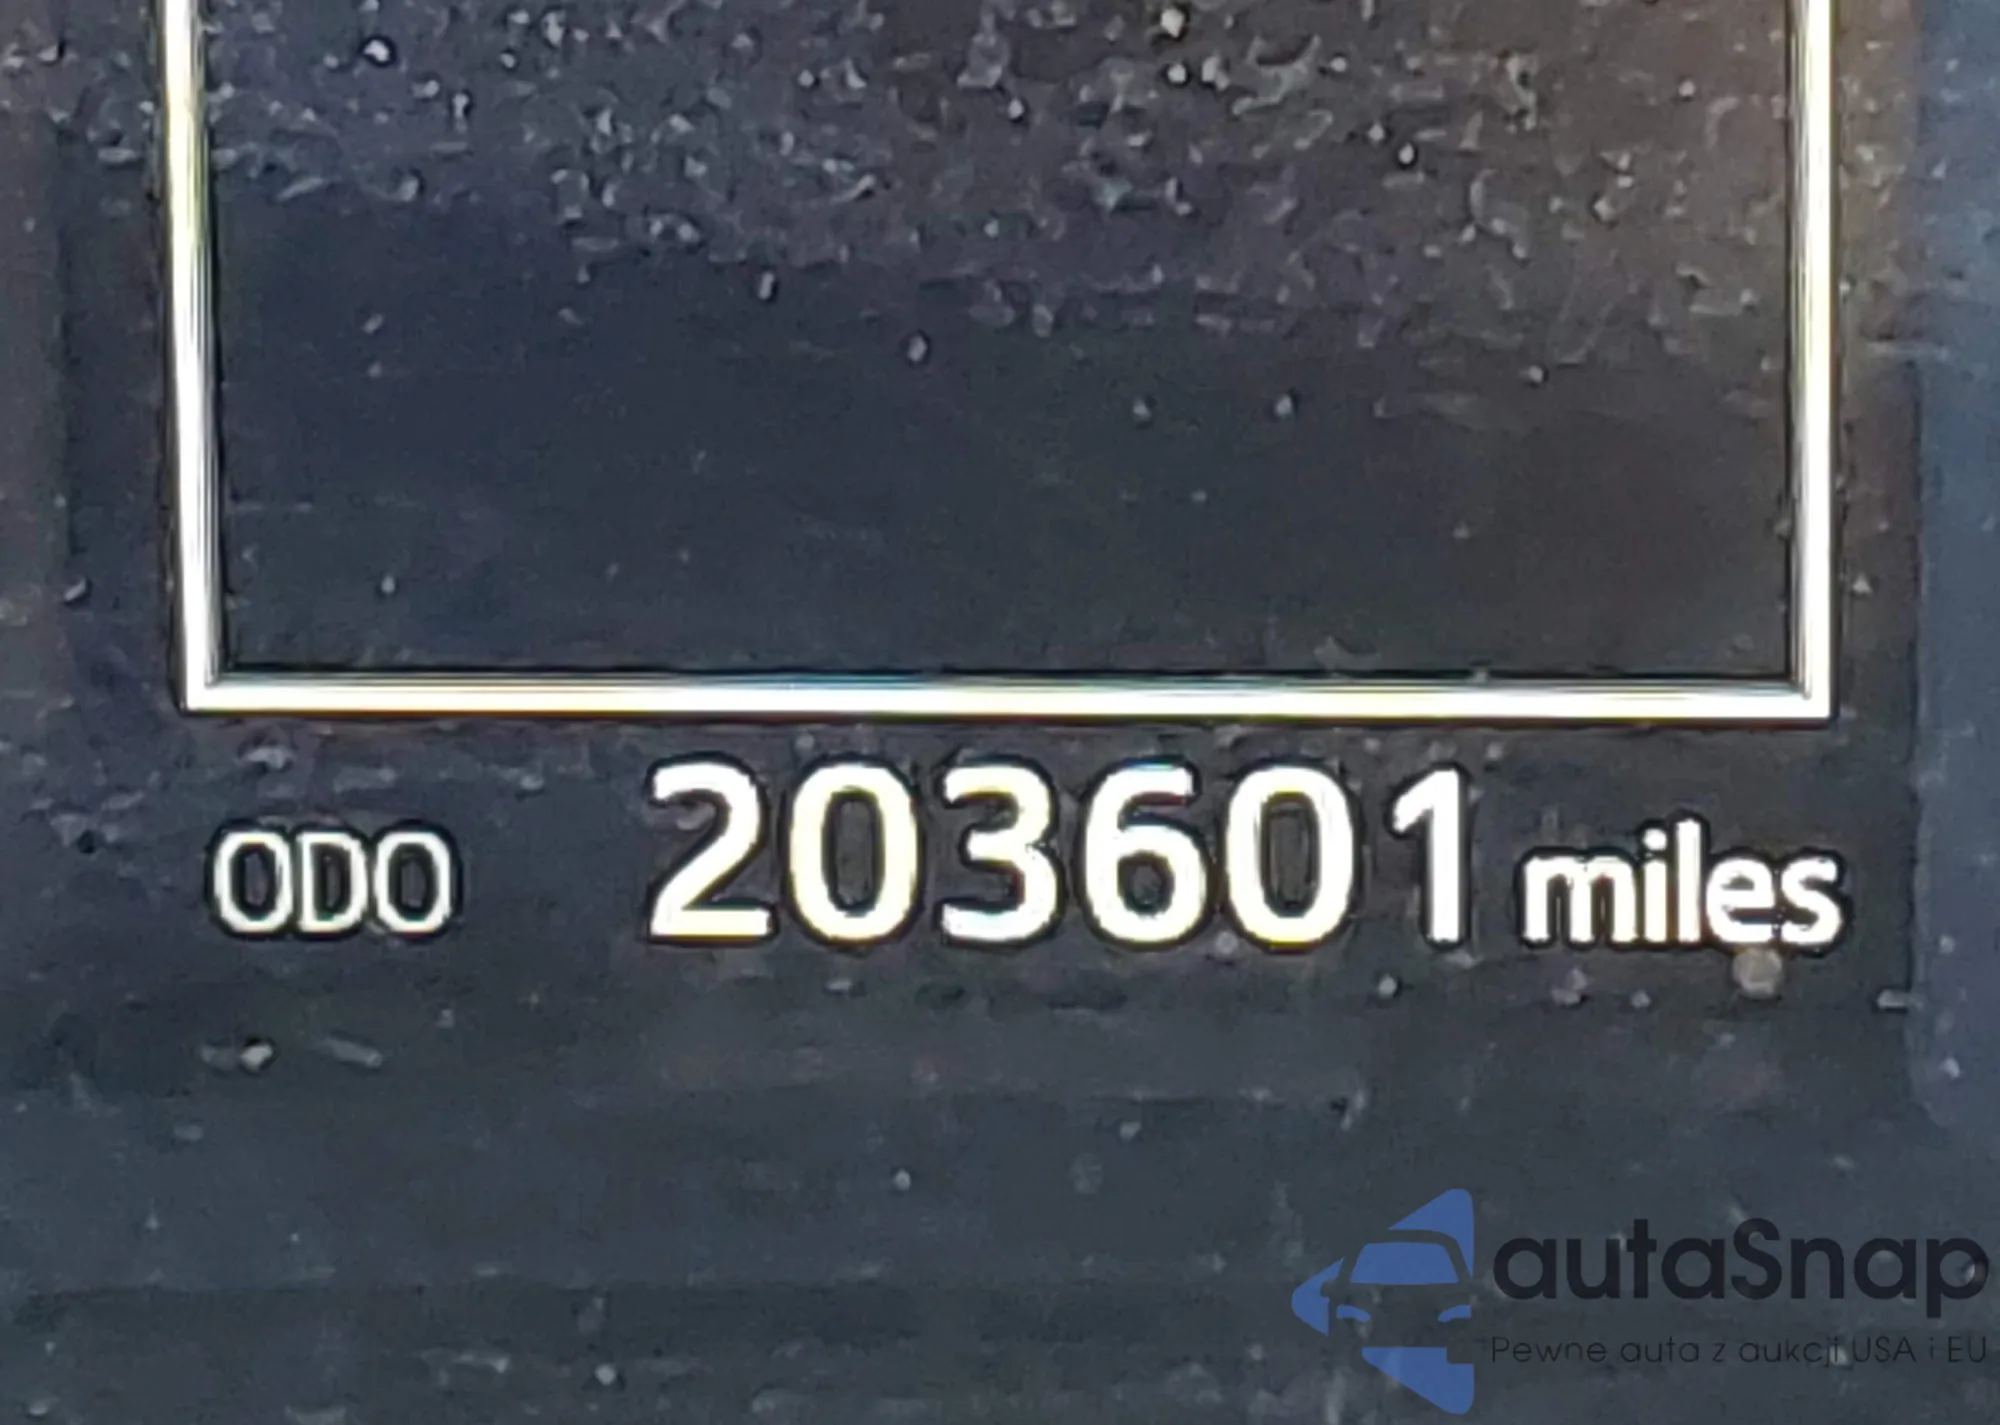 ODO 203601 miles
autaSnap
Pewne auta z aukcji USA i EU